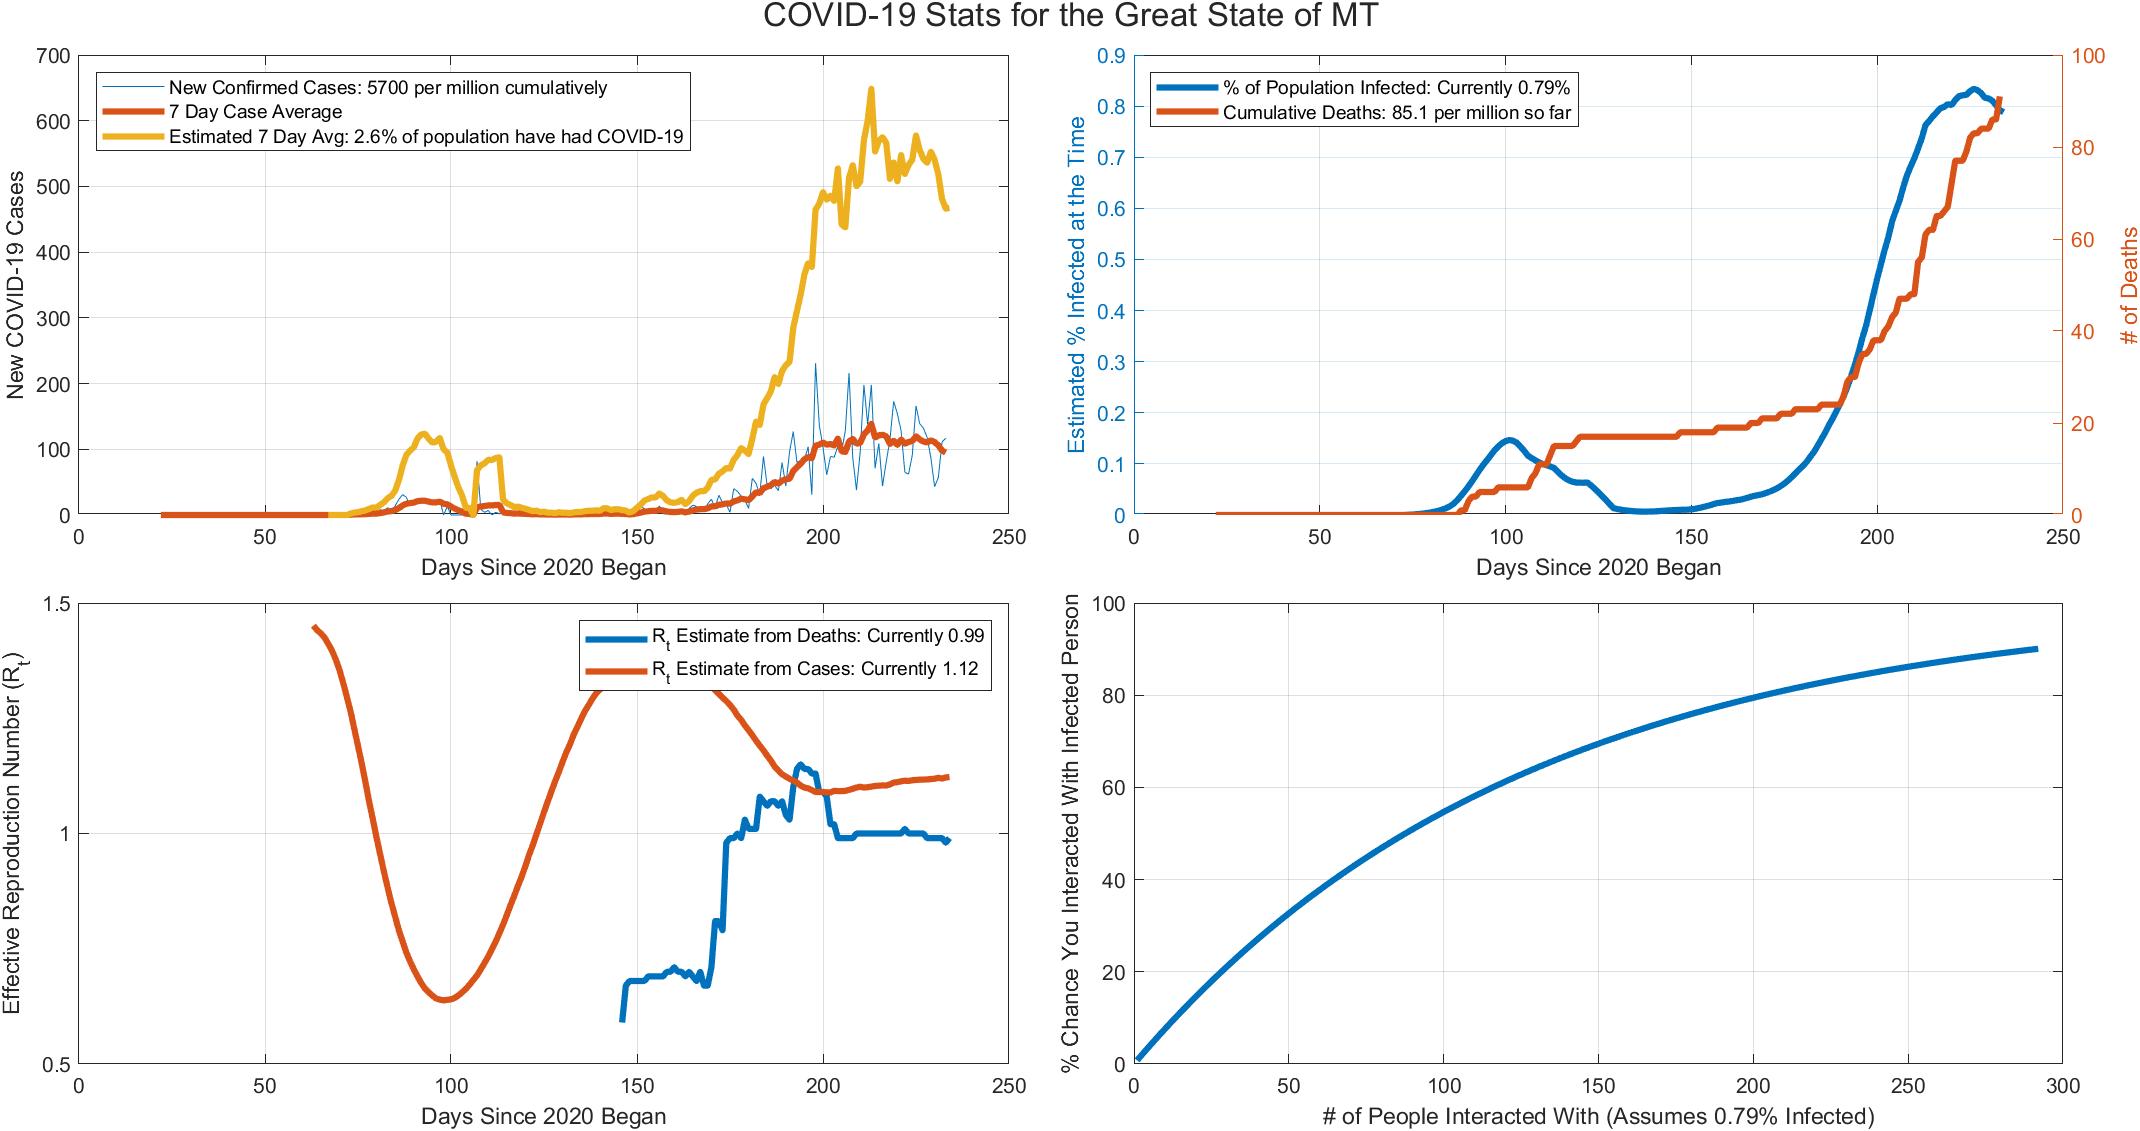 COVID-19 Stats for the Great State of MT
700
600
500
400
300
200
100
0
New COVID-19 Cases
New Confirmed Cases: 5700 per million cumulatively
7 Day Case Average
Estimated 7 Day Avg: 2.6% of population have had COVID-19
0 50 100 150 200 250
Days Since 2020 Began
0.9
0.8
0.7
0.6
0.5
0.4
0.3
0.2
0.1
0
Estimated % Infected at the Time
% of Population Infected: Currently 0.79%
Cumulative Deaths: 85.1 per million so far
100
80
60
40
20
0
# of Deaths
0 50 100 150 200 250
Days Since 2020 Began
1.5
1
0.5
Effective Reproduction Number (Rt)
Rt Estimate from Deaths: Currently 0.99
Rt Estimate from Cases: Currently 1.12
0 50 100 150 200 250
Days Since 2020 Began
100
80
60
40
20
0
% Chance You Interacted With Infected Person
0 50 100 150 200 250 300
# of People Interacted With (Assumes 0.79% Infected)